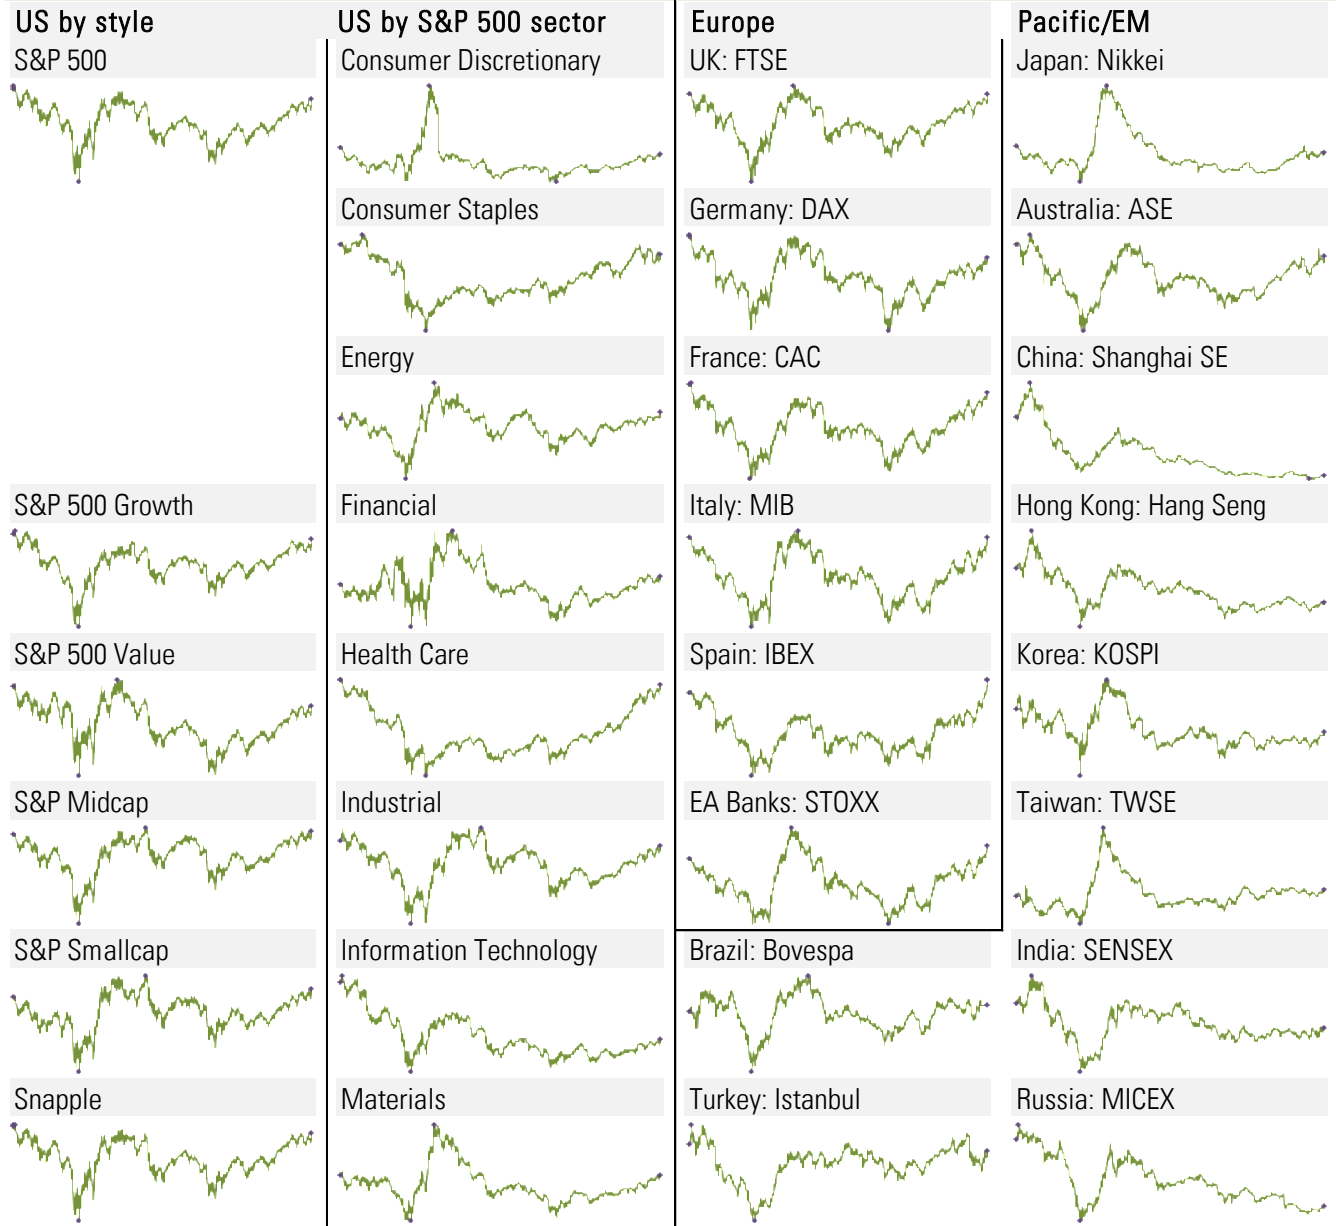 US by style
US by S&P 500 sector
Europe
Pacific/EM
S&P 500
Consumer Discretionary
UK: FTSE
Japan: Nikkei
Consumer Staples
Germany: DAX
Australia: ASE
Energy
France: CAC
China: Shanghai SE
S&P 500 Growth
Financial
Italy: MIB
Hong Kong: Hang Seng
S&P 500 Value
Health Care
Spain: IBEX
Korea: KOSPI
S&P Midcap
Industrial
EA Banks: STOXX
Taiwan: TWSE
S&P Smallcap
Information Technology
Brazil: Bovespa
India: SENSEX
Snapple
Materials
Turkey: Istanbul
Russia: MICEX